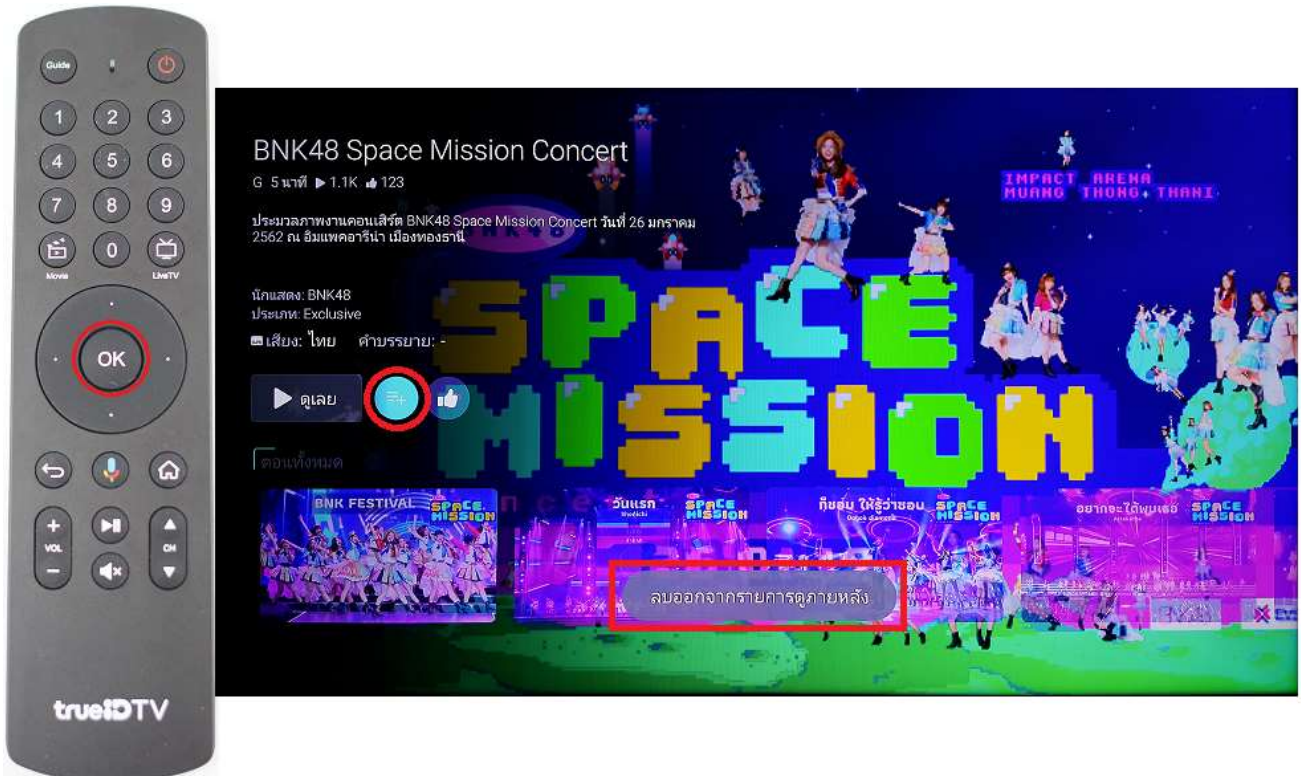 Guide
1 2 3
4 5 6
7 8 9
0
Movie
LiveTV
OK
+
VOL
-
CH
trueIDTV
BNK48 Space Mission Concert
G 5 นาที 1.1K 123
ประมวลภาพงานคอนเสิร์ต BNK48 Space Mission Concert วันที่ 26 มกราคม
2562 ณ อิมแพคอารีน่า เมืองทองธานี
นักแสดง: BNK48
ประเภท: Exclusive
เสียง: ไทย คำบรรยาย: -
ดูเลย
ตอนทั้งหมด
IMPACT ARENA
MUANG THONG THANI
BNK48
SPACE
MISSION
BNK FESTIVAL
SPACE
MISSION
วันแรก
Shonichi
SPACE
MISSION
ก็ชอบ ให้รู้ว่าชอบ
SPACE
MISSION
อยากจะได้พบเธอ
SPACE
MISSION
ลบออกจากรายการดูภายหลัง